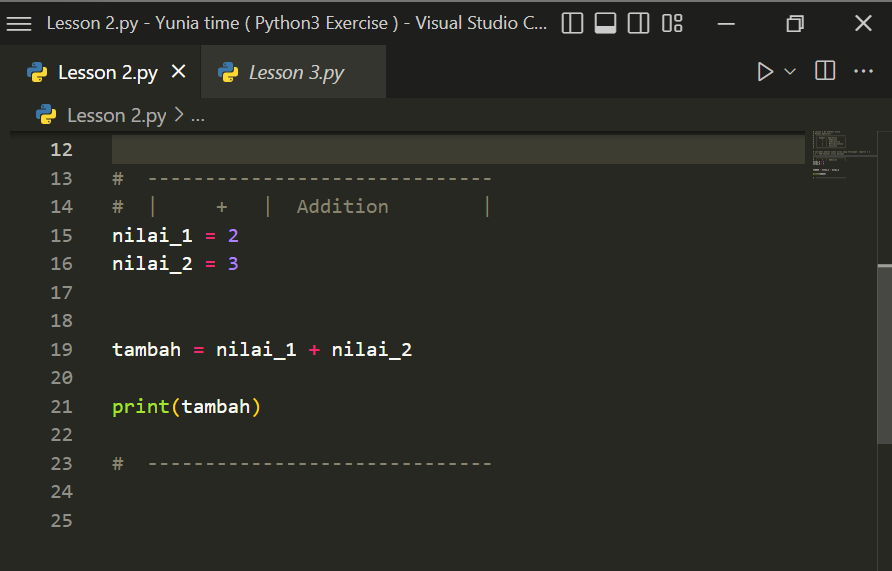 Lesson 2.py - Yunia time ( Python3 Exercise ) - Visual Studio C...
Lesson 2.py
Lesson 3.py
Lesson 2.py > ...
12
13 # ------------------------------
14 # |     +   |  Addition        |
15 nilai_1 = 2
16 nilai_2 = 3
17
18
19 tambah = nilai_1 + nilai_2
20
21 print(tambah)
22
23 # ------------------------------
24
25